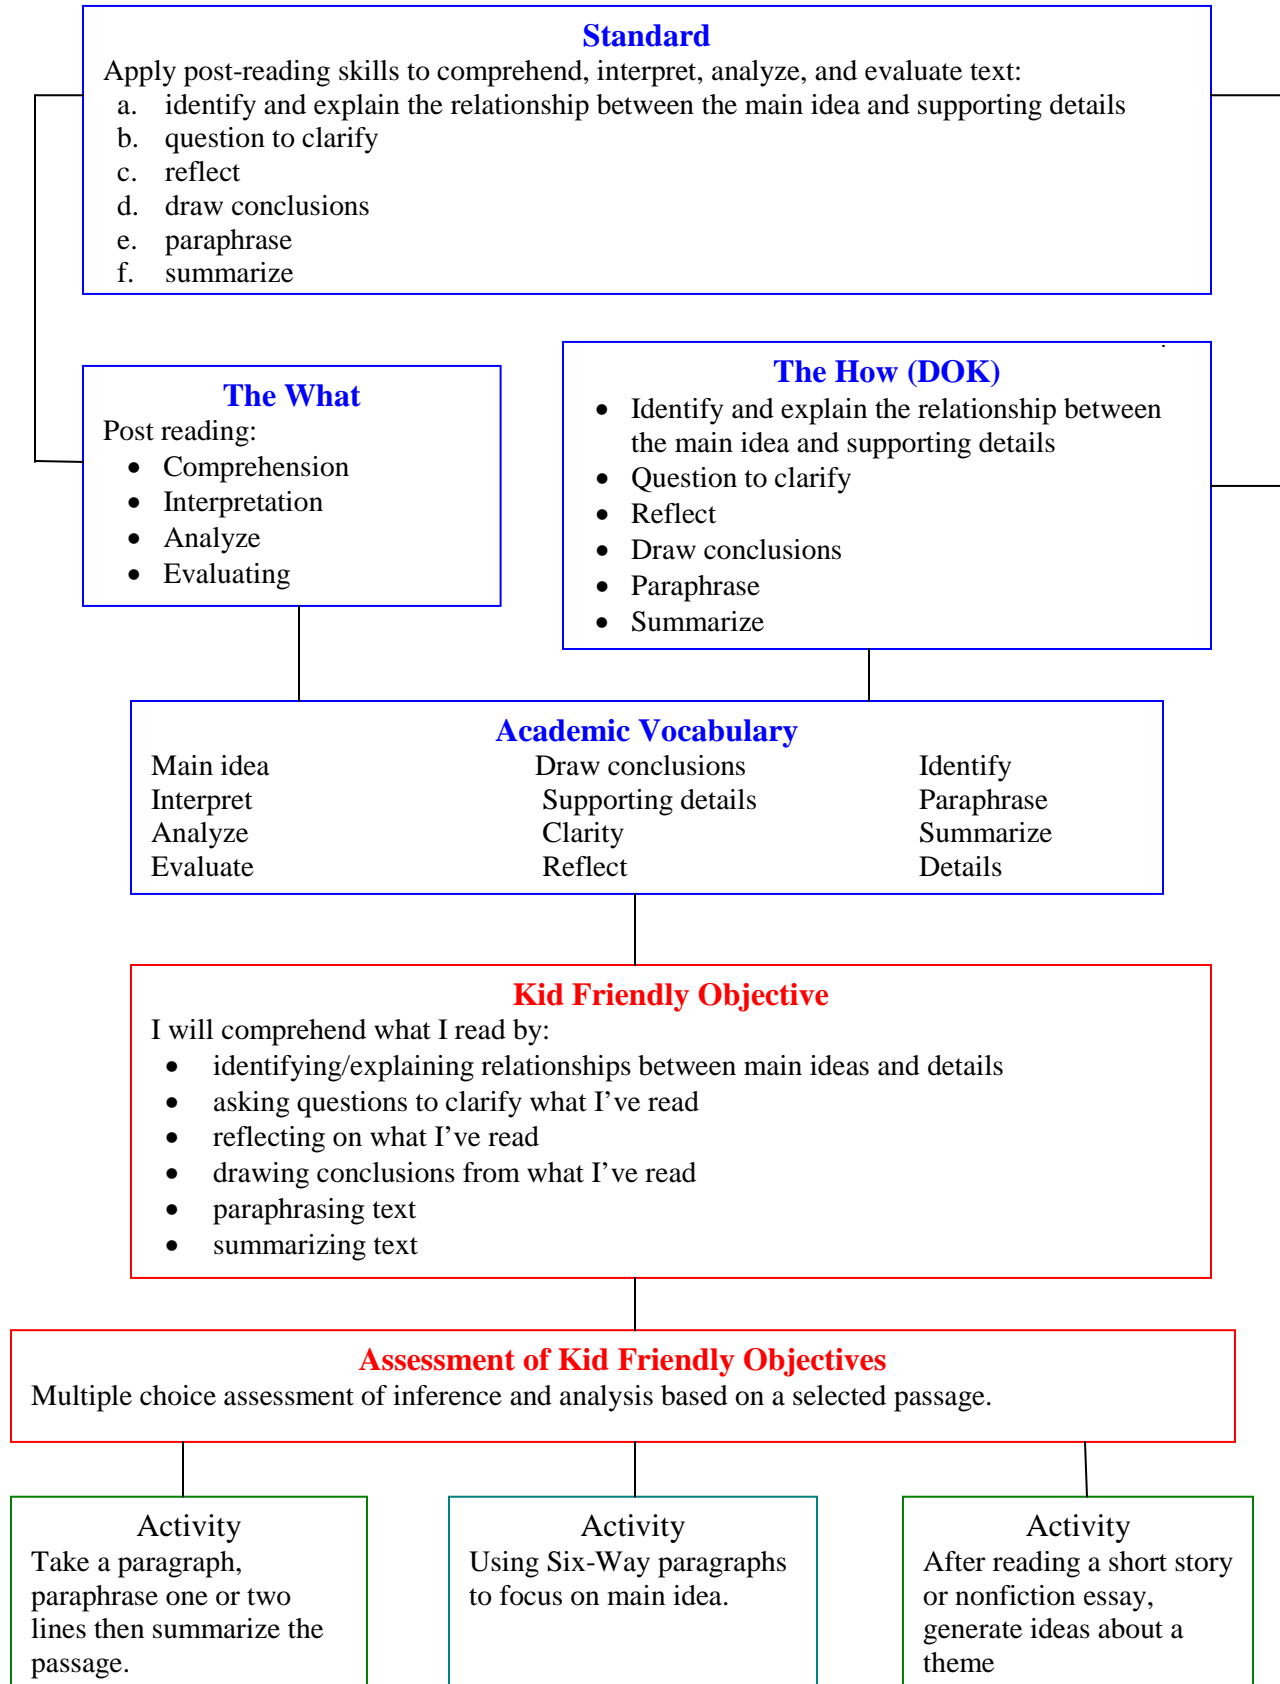 Standard
Apply post-reading skills to comprehend, interpret, analyze, and evaluate text:
a. identify and explain the relationship between the main idea and supporting details
b. question to clarify
c. reflect
d. draw conclusions
e. paraphrase
f. summarize
The What
Post reading:
• Comprehension
• Interpretation
• Analyze
• Evaluating
The How (DOK)
• Identify and explain the relationship between
the main idea and supporting details
• Question to clarify
• Reflect
• Draw conclusions
• Paraphrase
• Summarize
Academic Vocabulary
Main idea Draw conclusions Identify
Interpret Supporting details Paraphrase
Analyze Clarity Summarize
Evaluate Reflect Details
Kid Friendly Objective
I will comprehend what I read by:
• identifying/explaining relationships between main ideas and details
• asking questions to clarify what I've read
• reflecting on what I've read
• drawing conclusions from what I've read
• paraphrasing text
• summarizing text
Assessment of Kid Friendly Objectives
Multiple choice assessment of inference and analysis based on a selected passage.
Activity
Take a paragraph,
paraphrase one or two
lines then summarize the
passage.
Activity
Using Six-Way paragraphs
to focus on main idea.
Activity
After reading a short story
or nonfiction essay,
generate ideas about a
theme